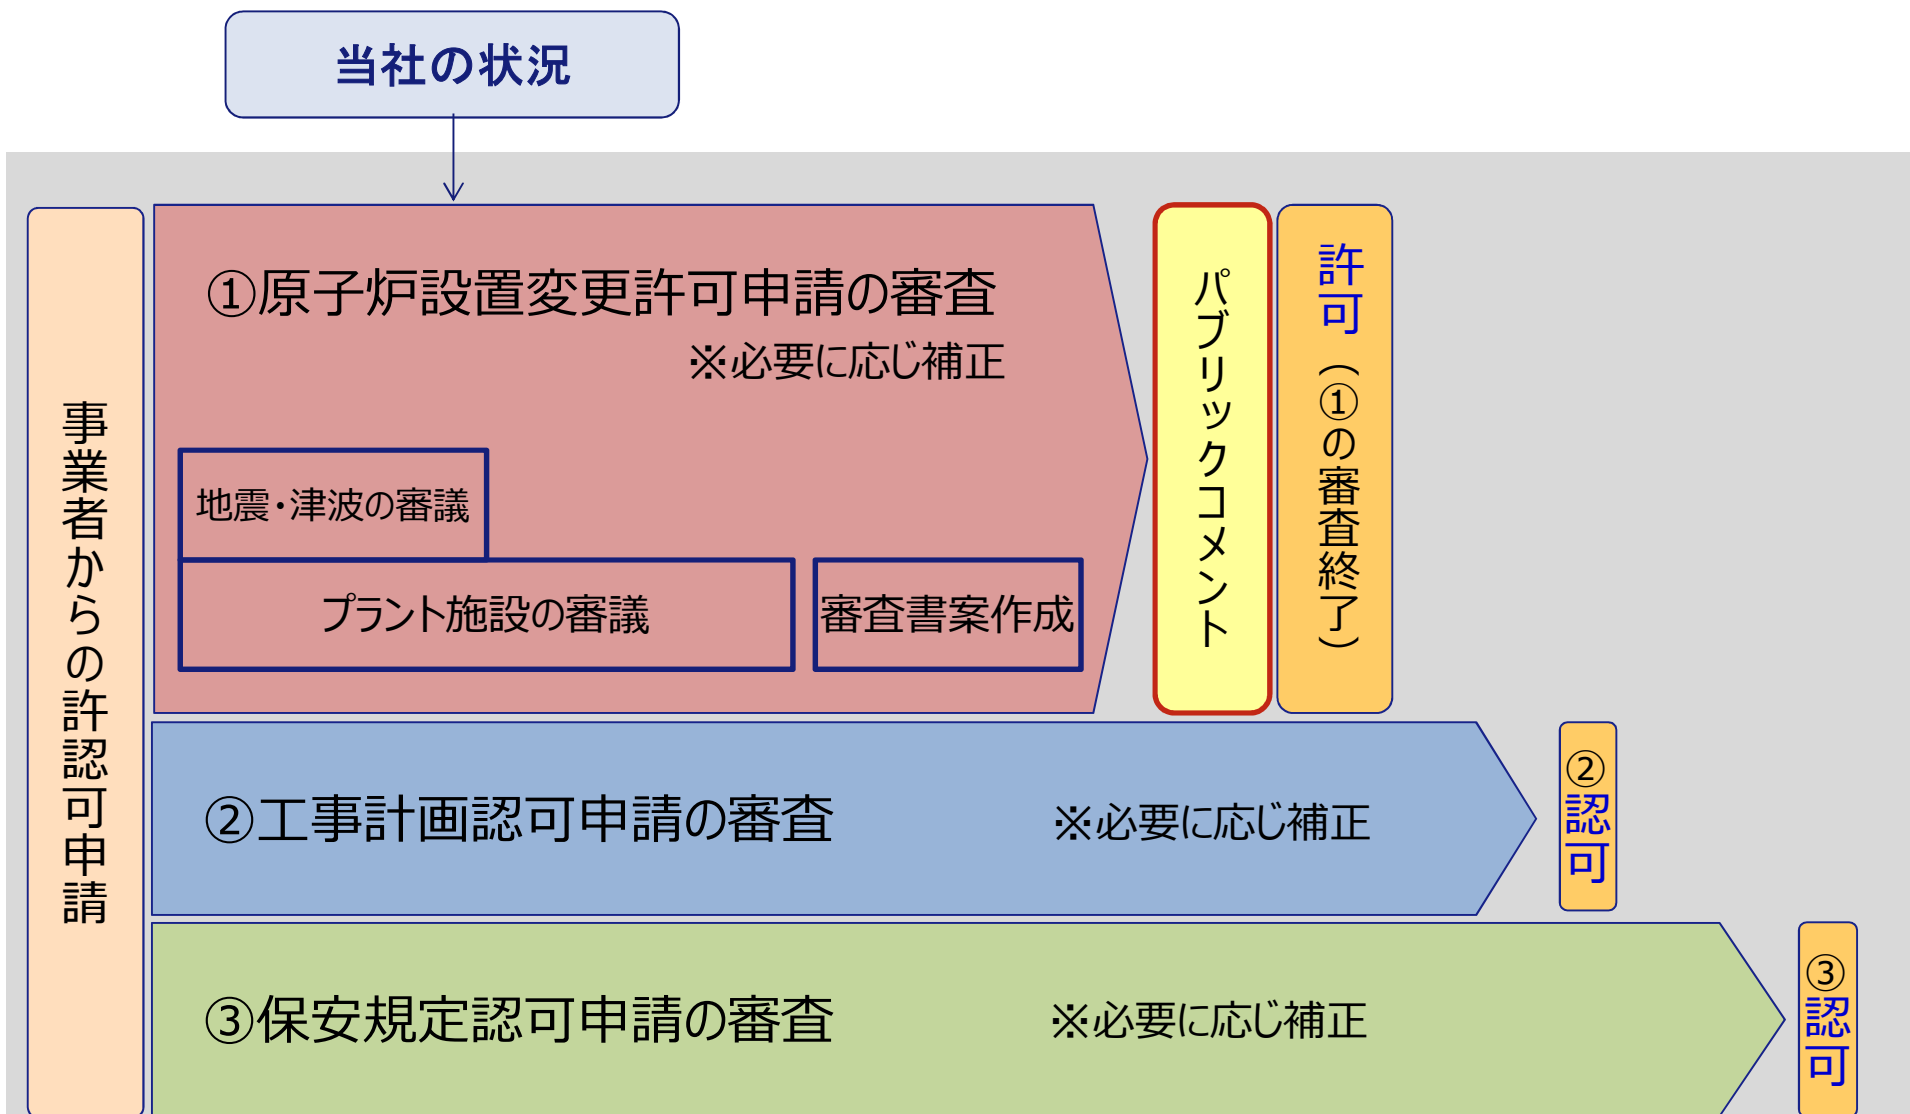 当社の状況
事業者からの許認可申請
①原子炉設置変更許可申請の審査
※必要に応じ補正
地震・津波の審議
プラント施設の審議
審査書案作成
パブリックコメント
許可（①の審査終了）
②工事計画認可申請の審査
※必要に応じ補正
②認可
③保安規定認可申請の審査
※必要に応じ補正
③認可